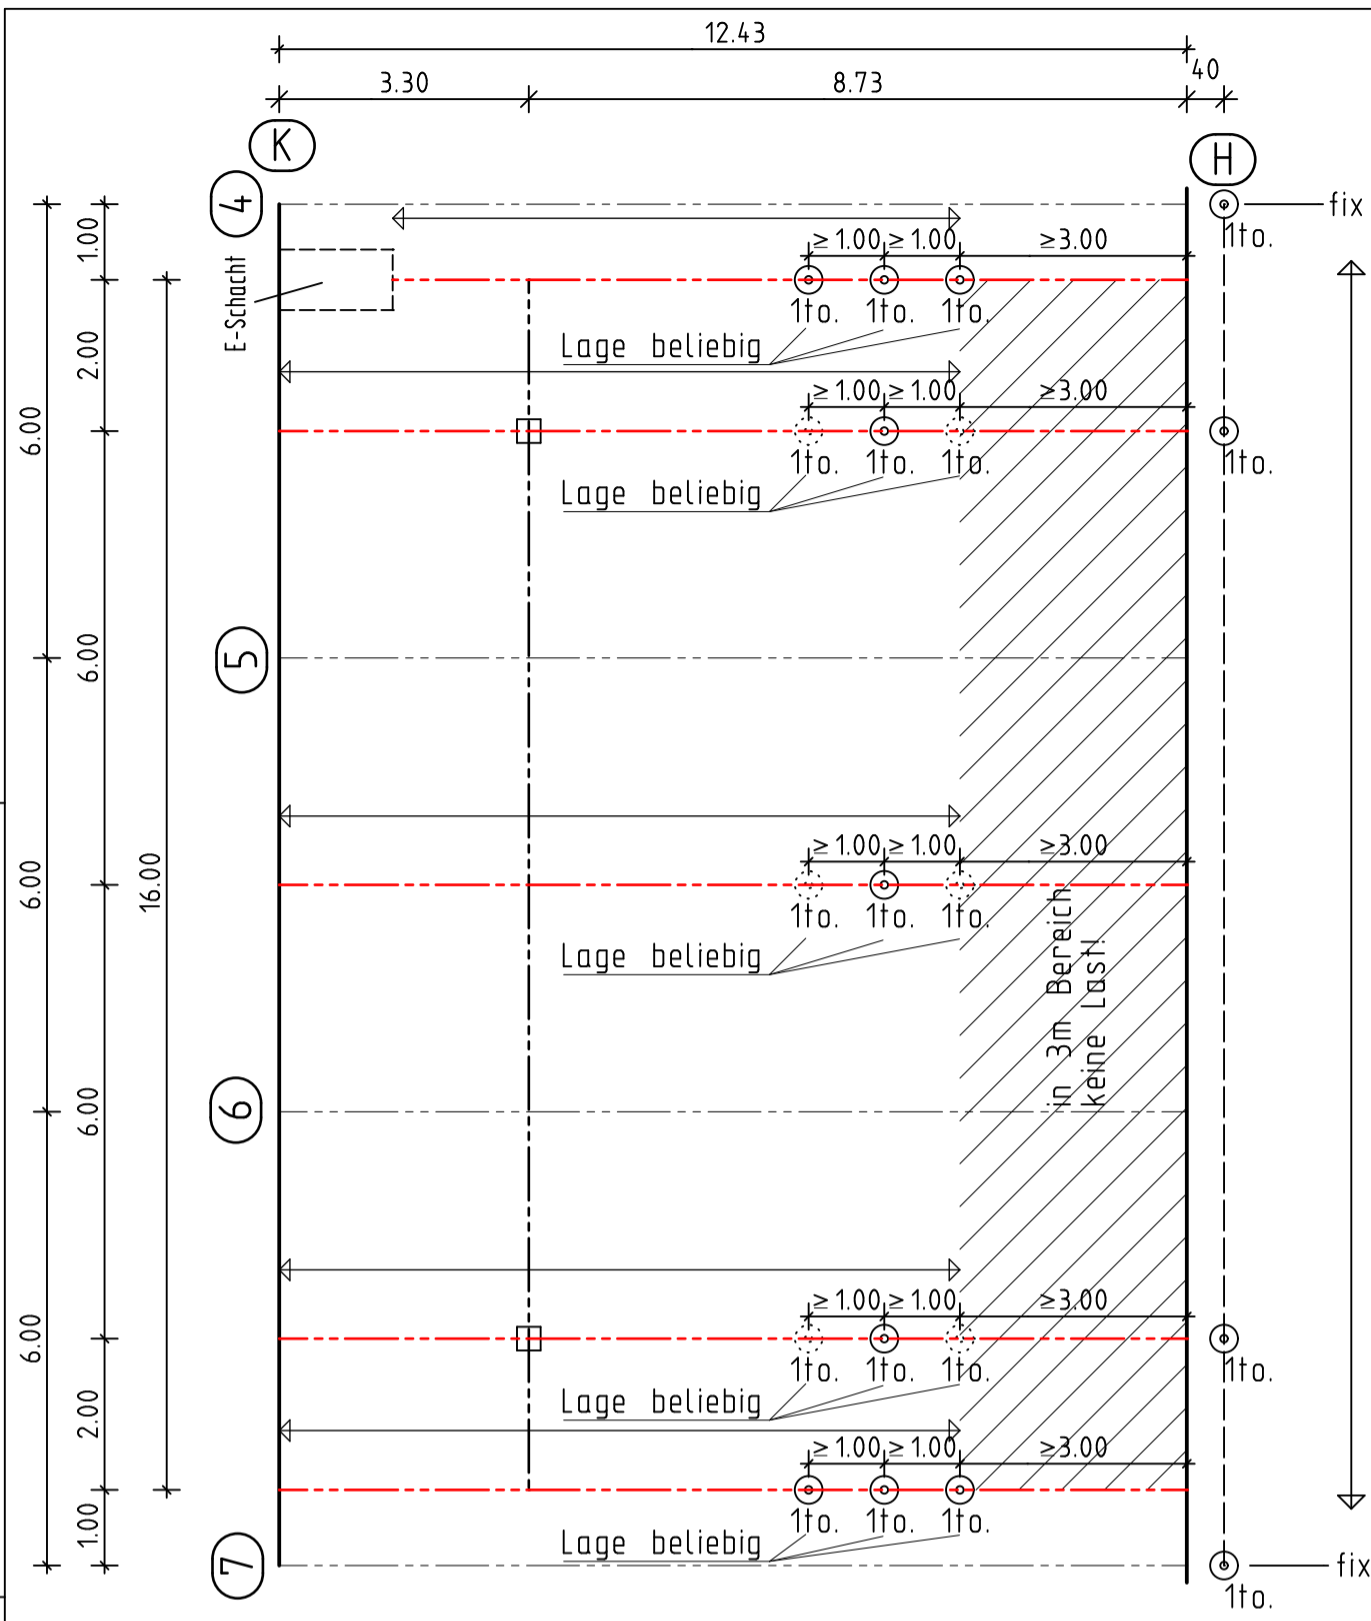 12.43
3.30
8.73
40
K
H
4
fix
1to.
1.00
E-Schacht
≥1.00 ≥1.00 ≥3.00
1to. 1to. 1to.
Lage beliebig
2.00
≥1.00 ≥1.00 ≥3.00
1to. 1to. 1to.
1to.
Lage beliebig
6.00
6.00
5
≥1.00 ≥1.00 ≥3.00
1to. 1to. 1to.
Lage beliebig
6.00
16.00
in 3m Bereich
keine Last!
6
6.00
≥1.00 ≥1.00 ≥3.00
1to. 1to. 1to.
1to.
Lage beliebig
6.00
2.00
≥1.00 ≥1.00 ≥3.00
1to. 1to. 1to.
Lage beliebig
1.00
7
fix
1to.